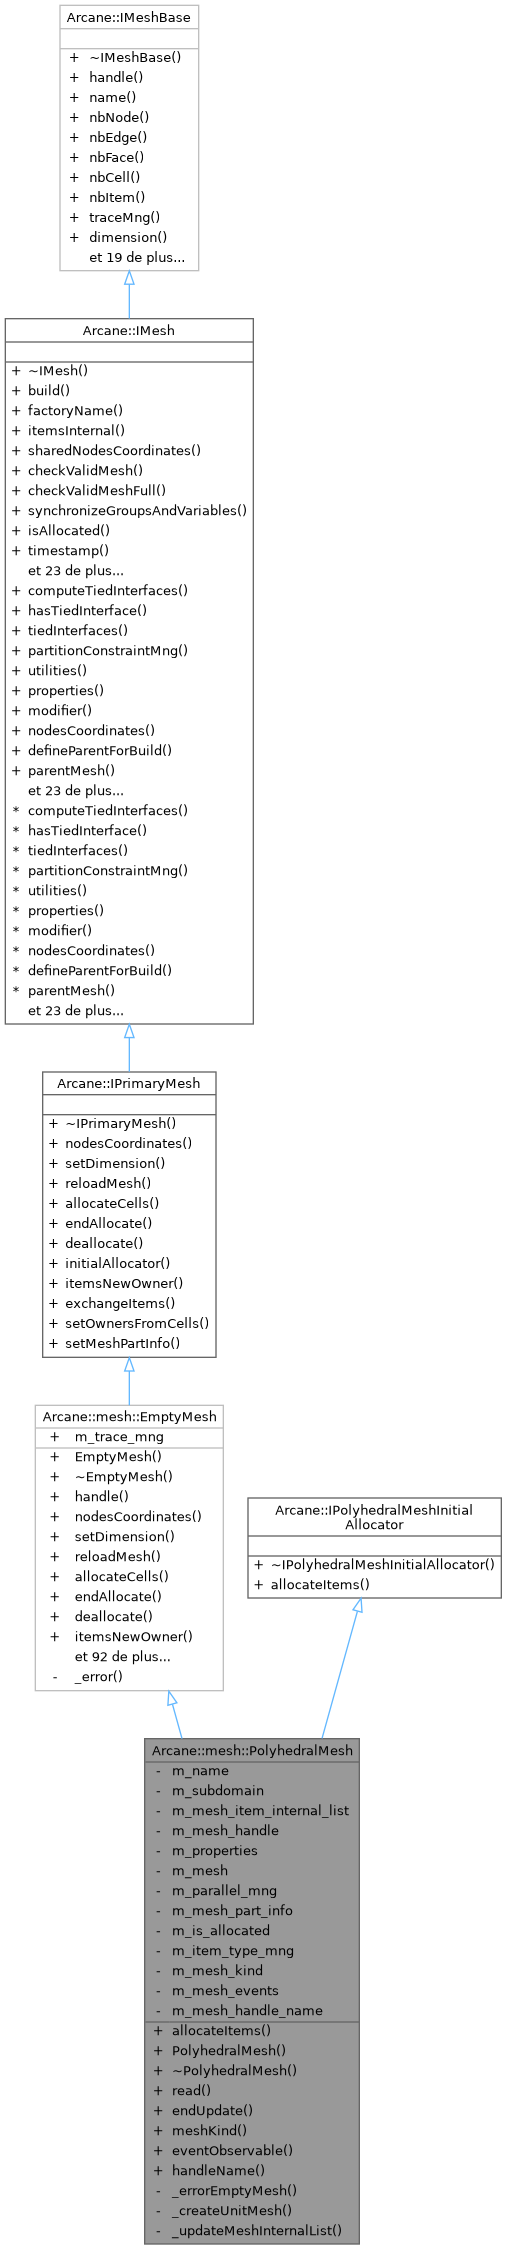 Arcane::IMeshBase
+ ~IMeshBase()
+ handle()
+ name()
+ nbNode()
+ nbEdge()
+ nbFace()
+ nbCell()
+ nbItem()
+ traceMng()
+ dimension()
et 19 de plus...
Arcane::IMesh
+ ~IMesh()
+ build()
+ factoryName()
+ itemsInternal()
+ sharedNodesCoordinates()
+ checkValidMesh()
+ checkValidMeshFull()
+ synchronizeGroupsAndVariables()
+ isAllocated()
+ timestamp()
et 23 de plus...
+ computeTiedInterfaces()
+ hasTiedInterface()
+ tiedInterfaces()
+ partitionConstraintMng()
+ utilities()
+ properties()
+ modifier()
+ nodesCoordinates()
+ defineParentForBuild()
+ parentMesh()
et 23 de plus...
* computeTiedInterfaces()
* hasTiedInterface()
* tiedInterfaces()
* partitionConstraintMng()
* utilities()
* properties()
* modifier()
* nodesCoordinates()
* defineParentForBuild()
* parentMesh()
et 23 de plus...
Arcane::IPrimaryMesh
+ ~IPrimaryMesh()
+ nodesCoordinates()
+ setDimension()
+ reloadMesh()
+ allocateCells()
+ endAllocate()
+ deallocate()
+ initialAllocator()
+ itemsNewOwner()
+ exchangeItems()
+ setOwnersFromCells()
+ setMeshPartInfo()
Arcane::mesh::EmptyMesh
+ m_trace_mng
+ EmptyMesh()
+ ~EmptyMesh()
+ handle()
+ nodesCoordinates()
+ setDimension()
+ reloadMesh()
+ allocateCells()
+ endAllocate()
+ deallocate()
+ itemsNewOwner()
et 92 de plus...
- _error()
Arcane::IPolyhedralMeshInitial
Allocator
+ ~IPolyhedralMeshInitialAllocator()
+ allocateItems()
Arcane::mesh::PolyhedralMesh
- m_name
- m_subdomain
- m_mesh_item_internal_list
- m_mesh_handle
- m_properties
- m_mesh
- m_parallel_mng
- m_mesh_part_info
- m_is_allocated
- m_item_type_mng
- m_mesh_kind
- m_mesh_events
- m_mesh_handle_name
+ allocateItems()
+ PolyhedralMesh()
+ ~PolyhedralMesh()
+ read()
+ endUpdate()
+ meshKind()
+ eventObservable()
+ handleName()
- _errorEmptyMesh()
- _createUnitMesh()
- _updateMeshInternalList()